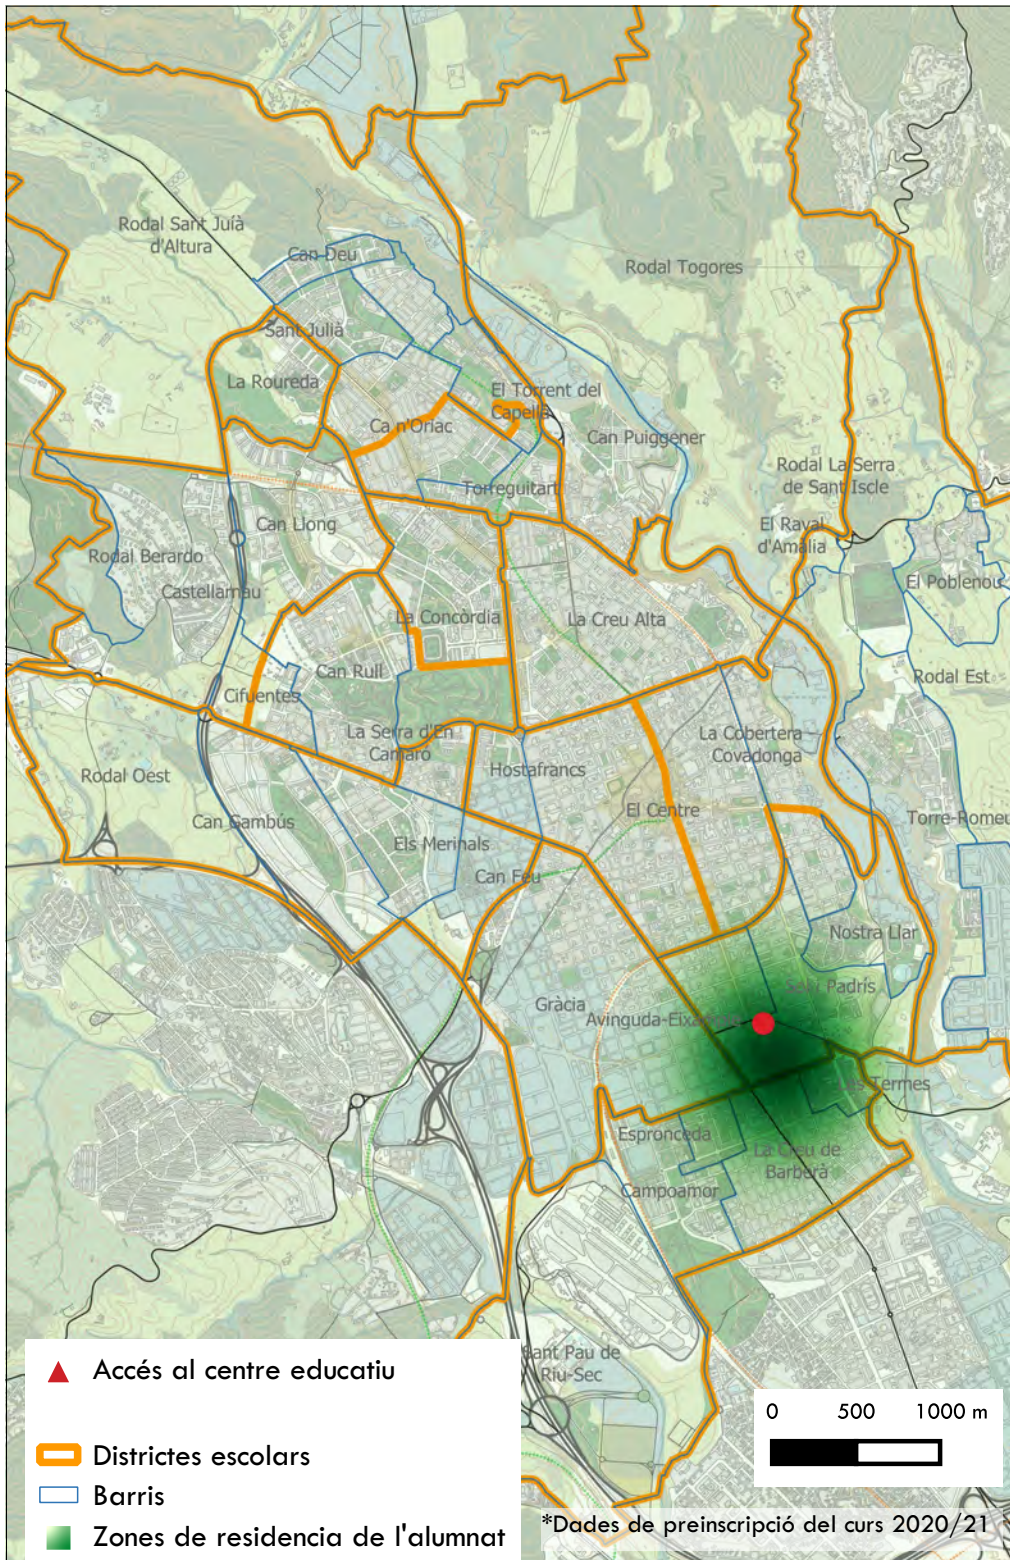 Rodal Sant Juíà
d'Altura
Can Deu
Rodal Togores
Sant Julià
La Roureda
El Torrent del
Capellà
Ca n'Oriac
Can Puiggener
Rodal La Serra
de Sant Iscle
Torreguitart
Can Llong
El Raval
d'Amàlia
Rodal Berardo
El Poblenou
Castellarnau
La Concòrdia
La Creu Alta
Can Rull
Rodal Est
Cifuentes
La Serra d'En
Camaró
La Cobertera
Covadonga
Rodal Oest
Hostafrancs
Can Gambús
El Centre
Torre-Romeu
Els Merinals
Can Feu
Nostra Llar
Padrís
Gràcia
Avinguda-Eixample
Les Termes
Espronceda
La Creu de
Barberà
Campoamor
Sant Pau de
Riu-Sec
Accés al centre educatiu
Districtes escolars
Barris
Zones de residencia de l'alumnat
0 500 1000 m
*Dades de preinscripció del curs 2020/21